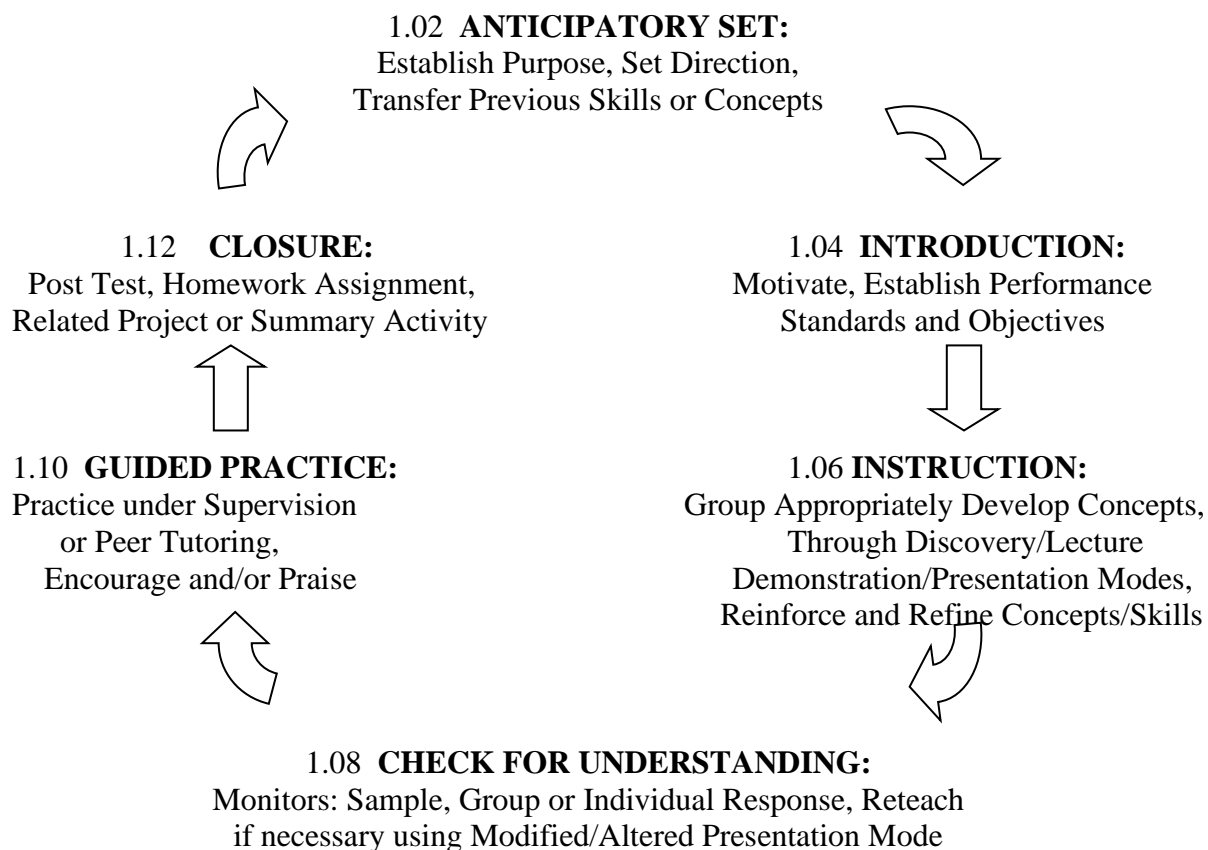 1.02 ANTICIPATORY SET:
Establish Purpose, Set Direction,
Transfer Previous Skills or Concepts
1.04 INTRODUCTION:
Motivate, Establish Performance
Standards and Objectives
1.06 INSTRUCTION:
Group Appropriately Develop Concepts,
Through Discovery/Lecture
Demonstration/Presentation Modes,
Reinforce and Refine Concepts/Skills
1.08 CHECK FOR UNDERSTANDING:
Monitors: Sample, Group or Individual Response, Reteach
if necessary using Modified/Altered Presentation Mode
1.10 GUIDED PRACTICE:
Practice under Supervision
or Peer Tutoring,
Encourage and/or Praise
1.12 CLOSURE:
Post Test, Homework Assignment,
Related Project or Summary Activity